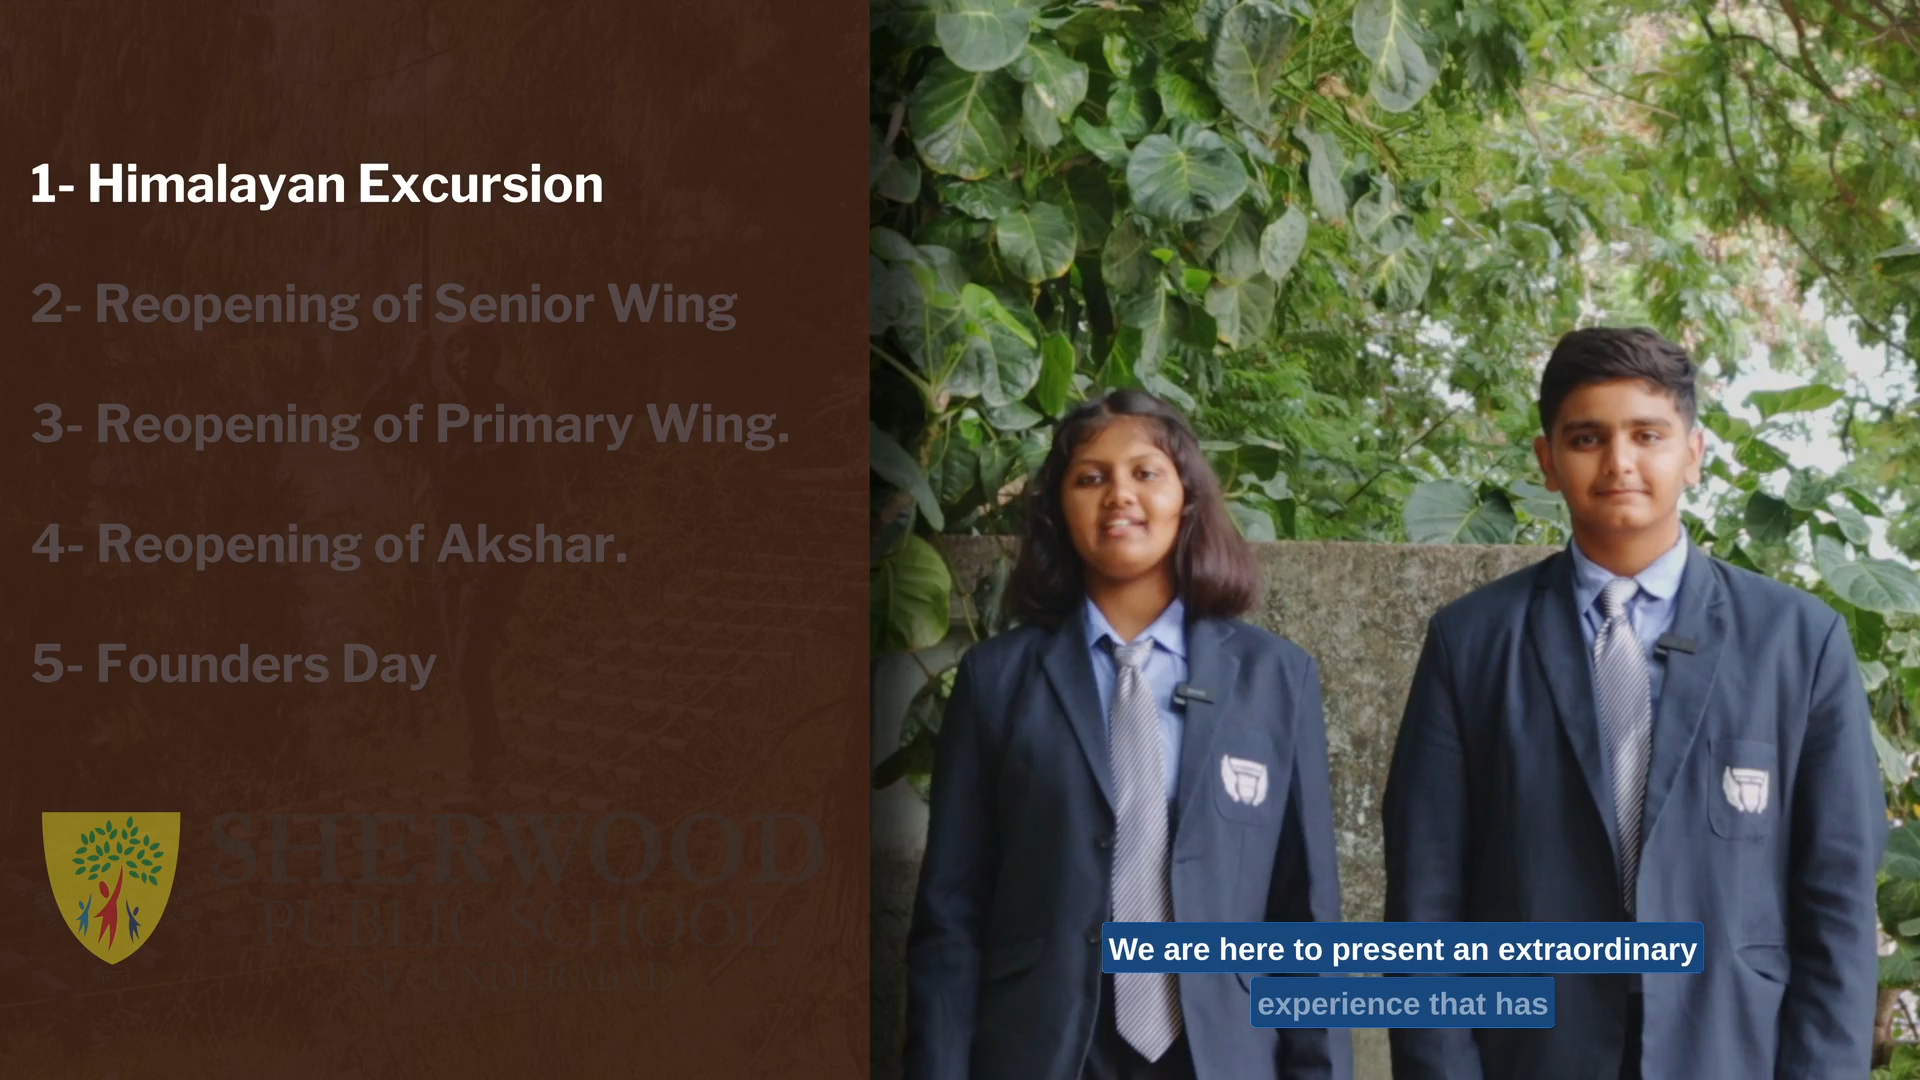 1- Himalayan Excursion
2- Reopening of Senior Wing
3- Reopening of Primary Wing.
4- Reopening of Akshar.
5- Founders Day
SHERWOOD
PUBLIC SCHOOL
SECUNDERABAD
We are here to present an extraordinary
experience that has